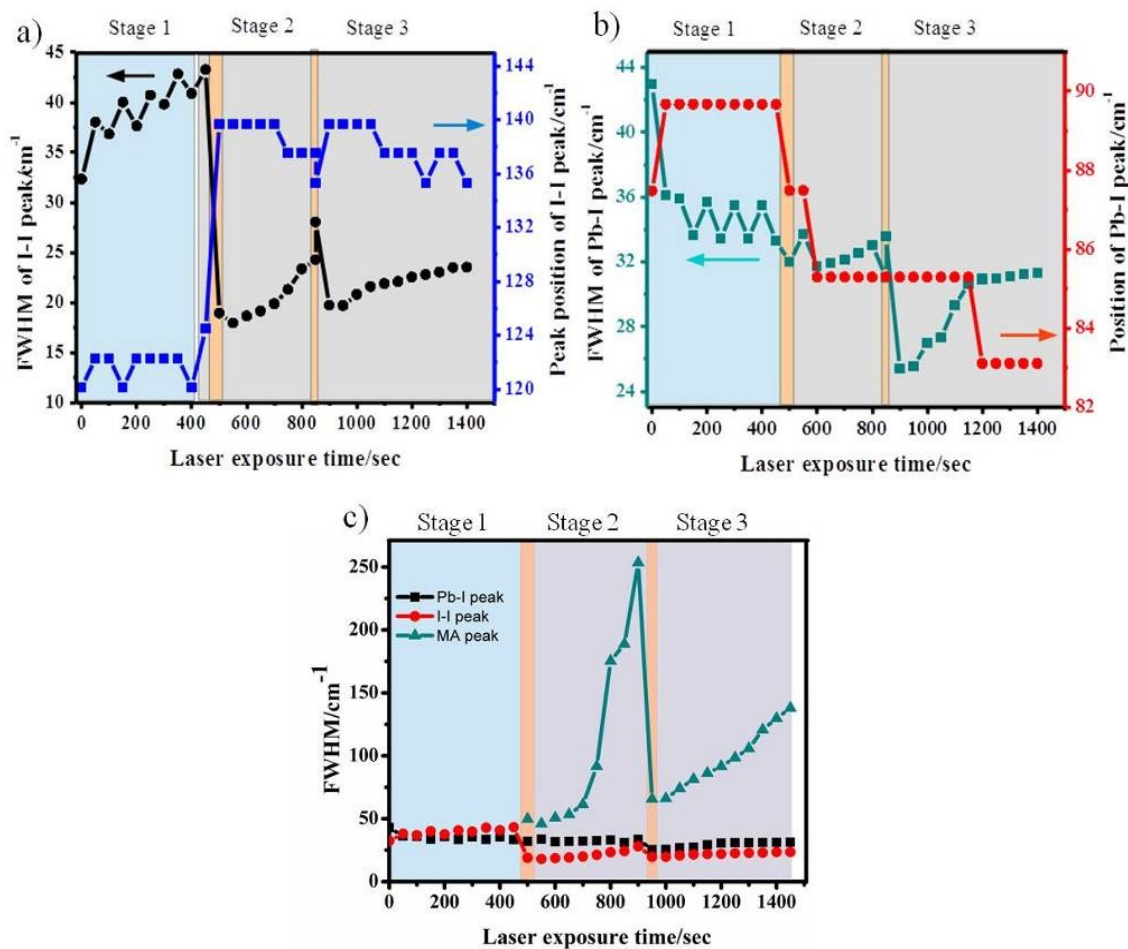 a)
Stage 1
Stage 2
Stage 3
FWHM of I-I peak/cm-1
45
40
35
30
25
20
15
10
144
140
136
132
128
124
120
Peak position of I-I peak/cm-1
0
200
400
600
800
1000
1200
1400
Laser exposure time/sec
b)
Stage 1
Stage 2
Stage 3
FWHM of Pb-I peak/cm-1
44
40
36
32
28
24
90
88
86
84
82
Position of Pb-I peak/cm-1
0
200
400
600
800
1000
1200
1400
Laser exposure time/sec
c)
Stage 1
Stage 2
Stage 3
FWHM/cm-1
250
200
150
100
50
0
Pb-I peak
I-I peak
MA peak
0
200
400
600
800
1000
1200
1400
Laser exposure time/sec